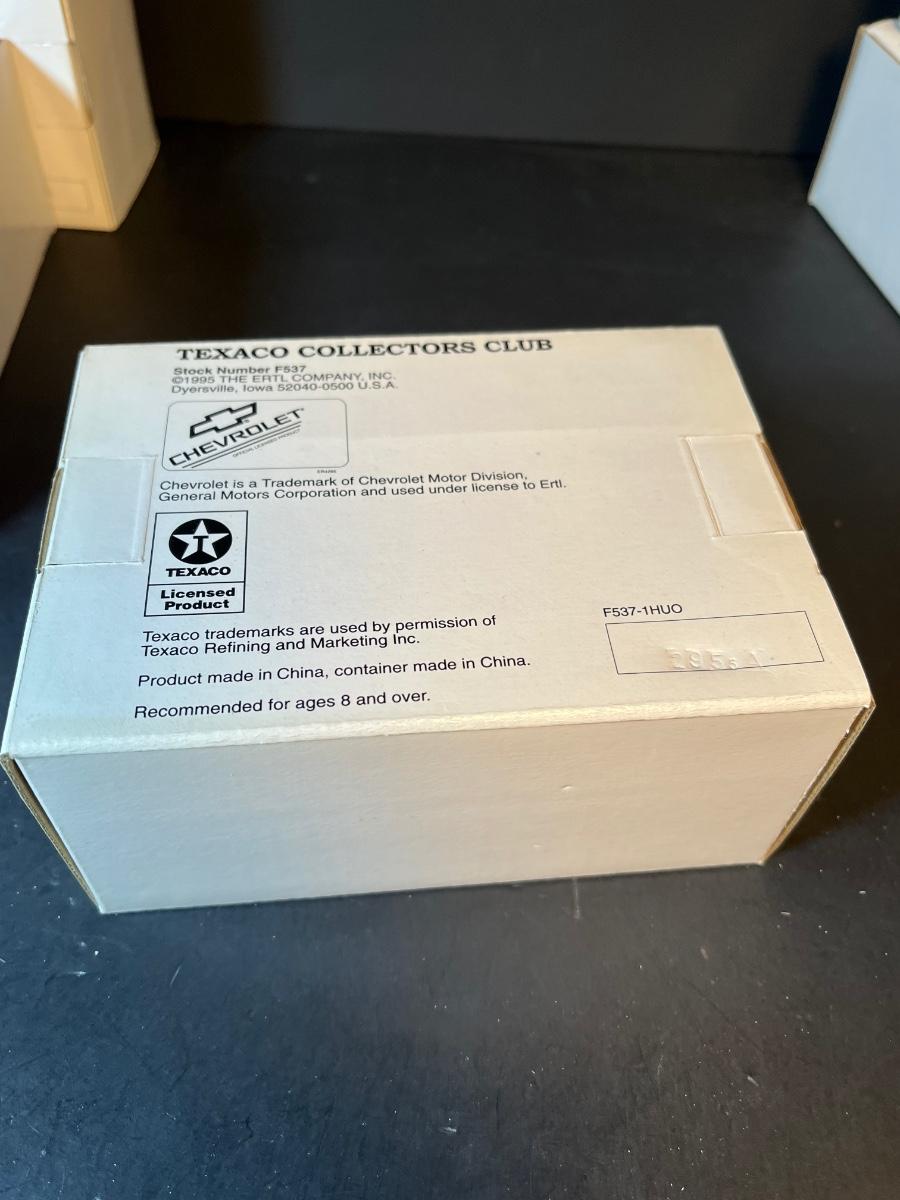 TEXACO COLLECTORS CLUB
Stock Number F537
©1995 THE ERTL COMPANY, INC.
Dyersville, Iowa 52040-0500 U.S.A.
CHEVROLET
OFFICIAL LICENSED PRODUCT
Chevrolet is a Trademark of Chevrolet Motor Division,
General Motors Corporation and used under license to Ertl.
T
TEXACO
Licensed
Product
Texaco trademarks are used by permission of
Texaco Refining and Marketing Inc.
F537-1HUO
Product made in China, container made in China.
Recommended for ages 8 and over.